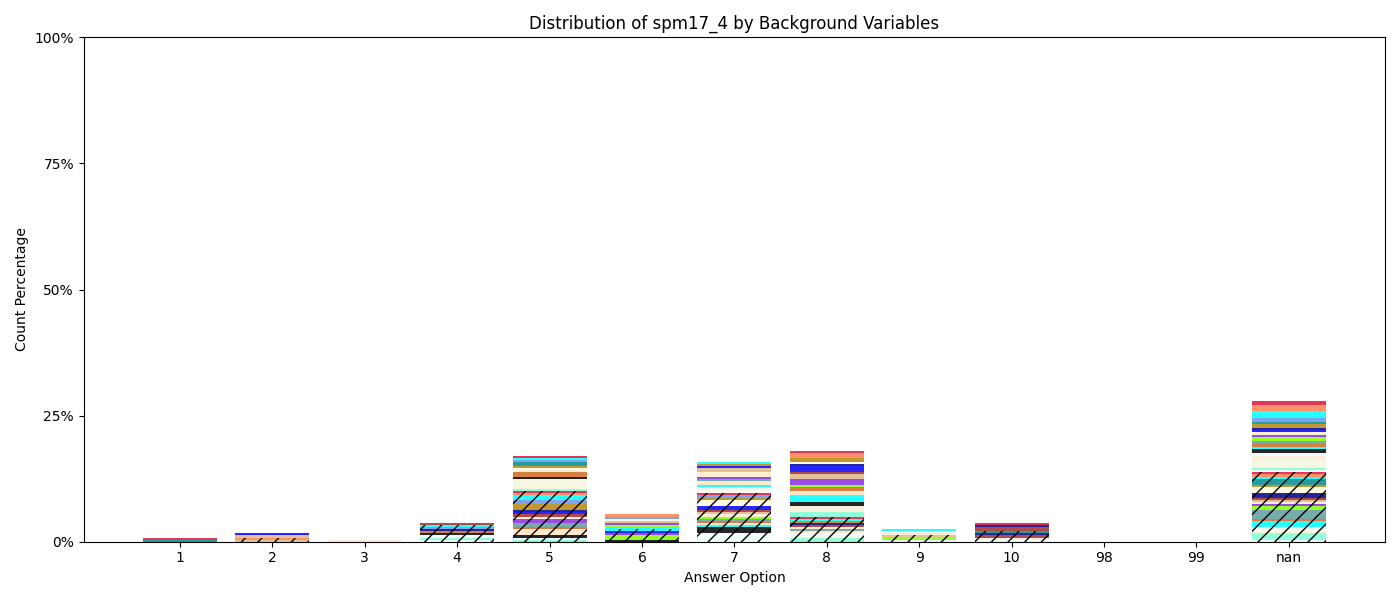 Distribution of spm17_4 by Background Variables
100%
75%
50%
25%
0%
Count Percentage
1 2 3 4 5 6 7 8 9 10 98 99 nan
Answer Option